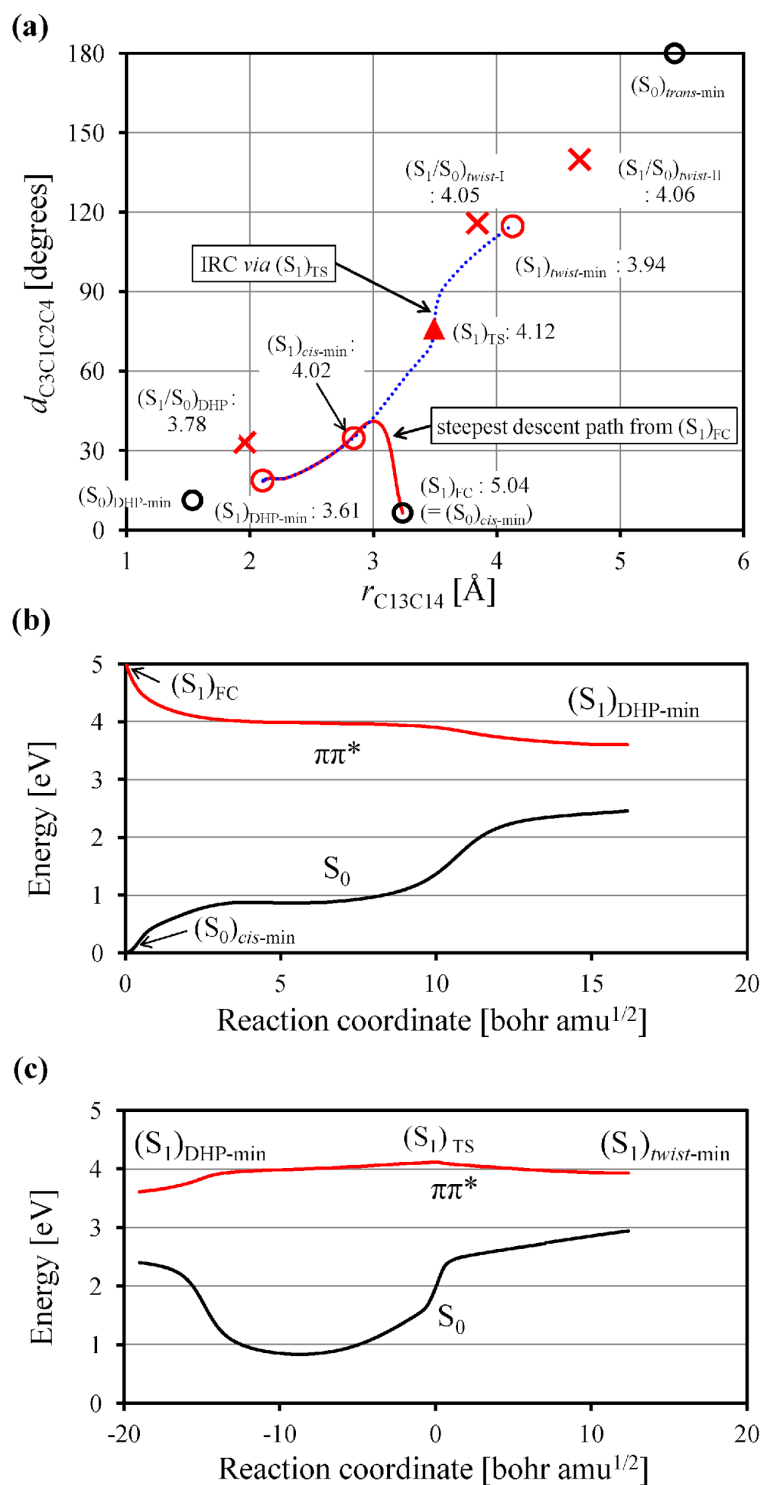 (a)
180
150
120
90
60
30
0
d C3C1C2C4 [degrees]
(S0)trans-min
(S1/S0)twist-I
: 4.05
(S1/S0)twist-II
: 4.06
IRC via (S1)TS
(S1)twist-min : 3.94
(S1)cis-min :
4.02
(S1)TS: 4.12
(S1/S0)DHP :
3.78
steepest descent path from (S1)FC
(S0)DHP-min
(S1)DHP-min : 3.61
(S1)FC : 5.04
(= (S0)cis-min)
1 2 3 4 5 6
r C13C14 [Å]
(b)
5
4
3
2
1
0
Energy [eV]
(S1)FC
(S1)DHP-min
ππ*
S0
(S0)cis-min
0 5 10 15 20
Reaction coordinate [bohr amu1/2]
(c)
5
4
3
2
1
0
Energy [eV]
(S1)DHP-min
(S1)TS
(S1)twist-min
ππ*
S0
-20 -10 0 10 20
Reaction coordinate [bohr amu1/2]